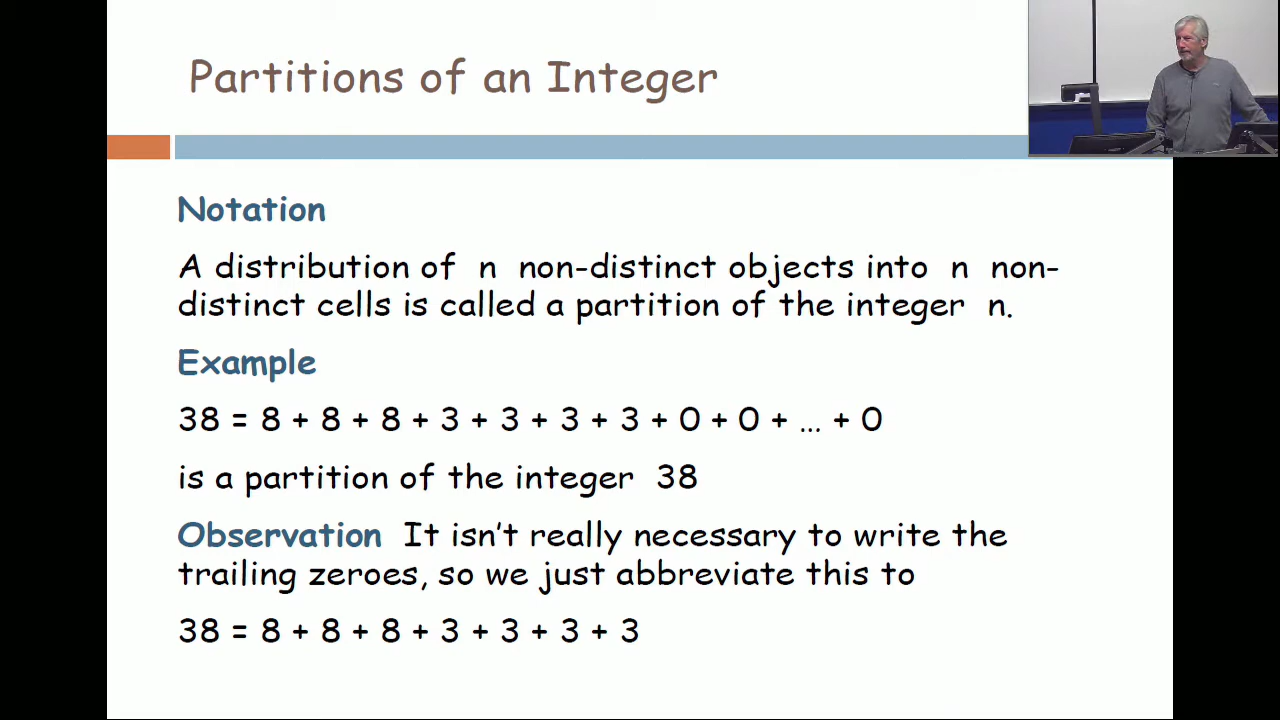 Partitions of an Integer
Notation
A distribution of n non-distinct objects into n non-
distinct cells is called a partition of the integer n.
Example
38 = 8 + 8 + 8 + 3 + 3 + 3 + 3 + 0 + 0 + … + 0
is a partition of the integer 38
Observation It isn't really necessary to write the
trailing zeroes, so we just abbreviate this to
38 = 8 + 8 + 8 + 3 + 3 + 3 + 3